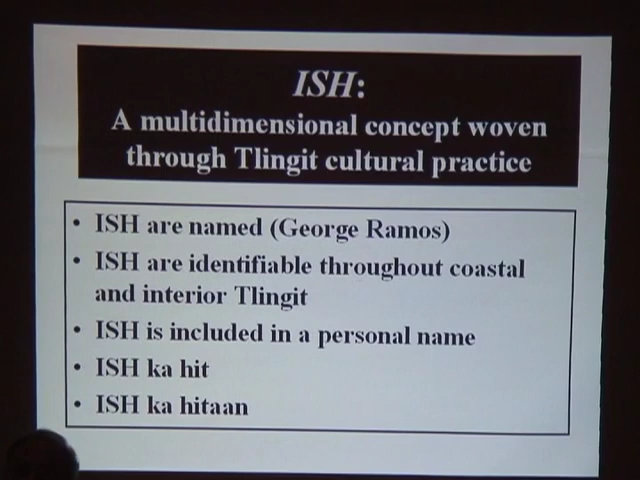 ISH:
A multidimensional concept woven
through Tlingit cultural practice
• ISH are named (George Ramos)
• ISH are identifiable throughout coastal
and interior Tlingit
• ISH is included in a personal name
• ISH ka hit
• ISH ka hitaan